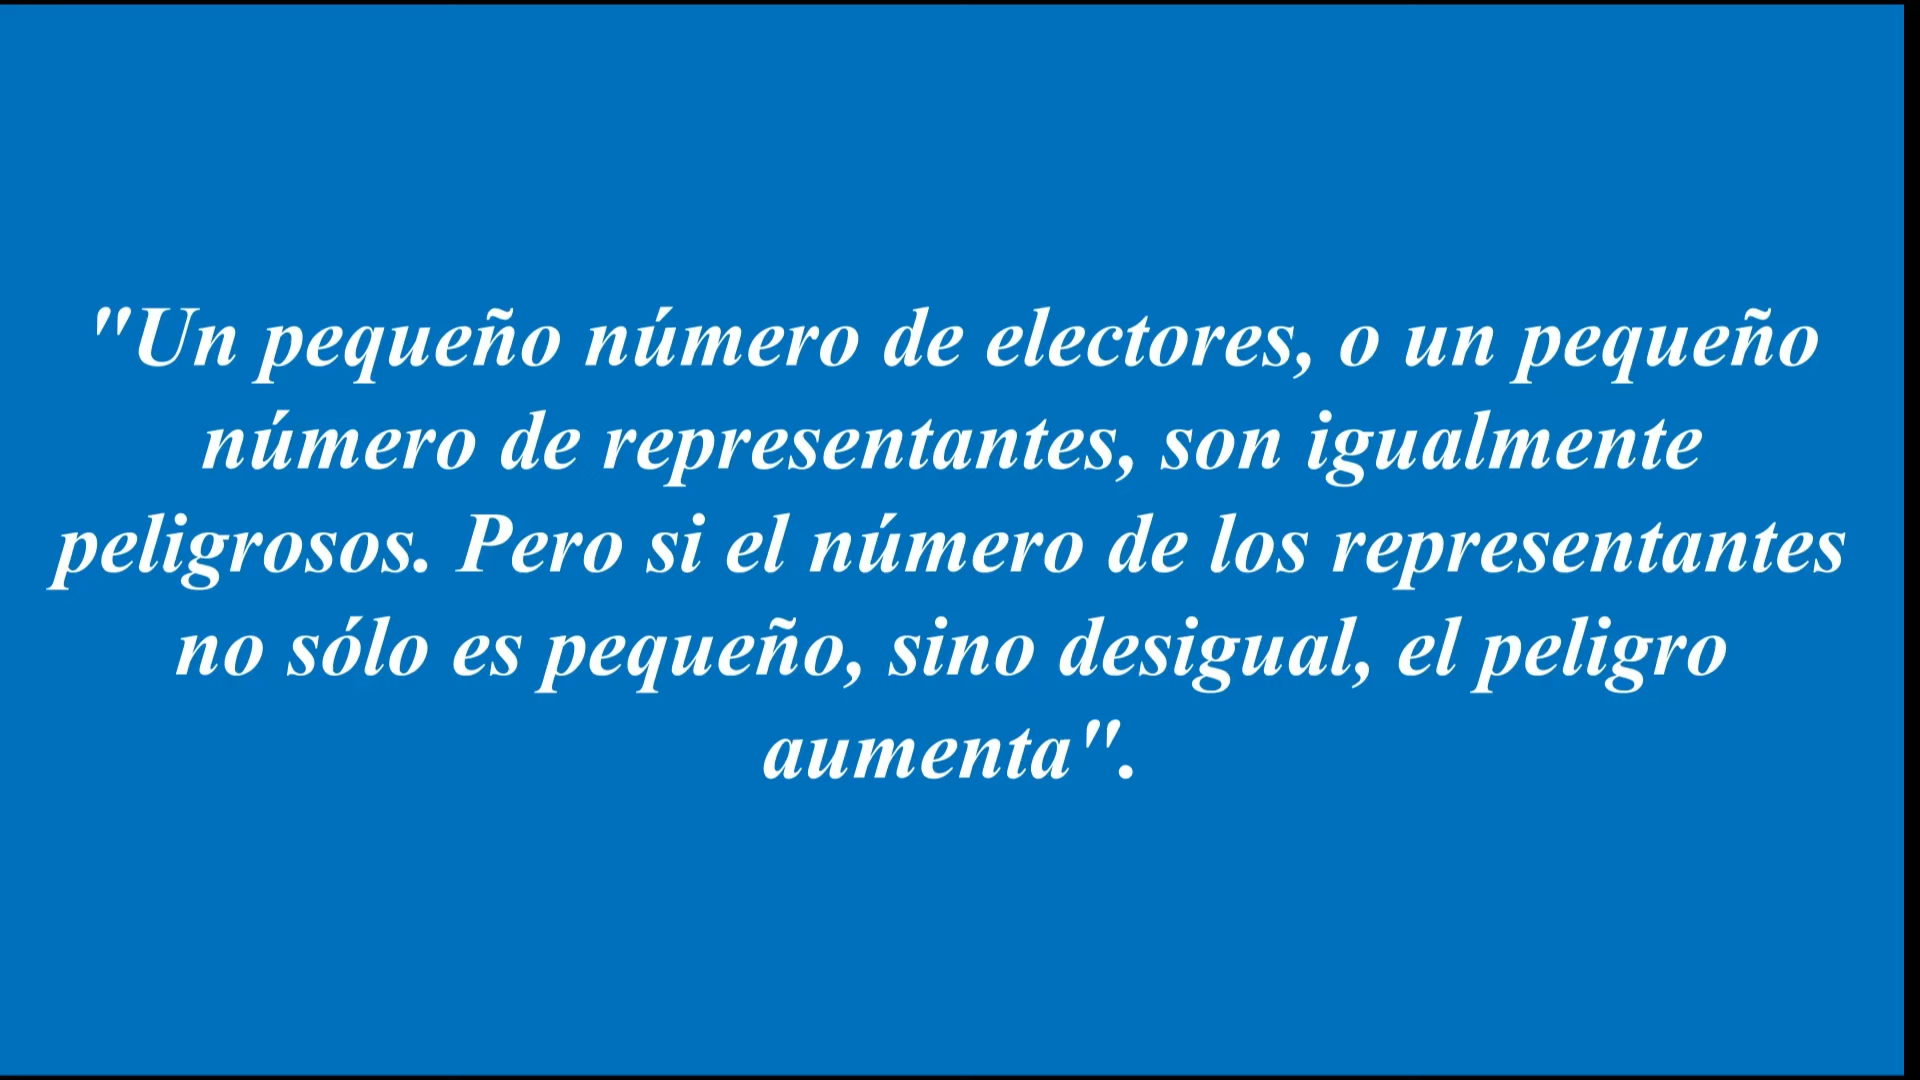 "Un pequeño número de electores, o un pequeño
número de representantes, son igualmente
peligrosos. Pero si el número de los representantes
no sólo es pequeño, sino desigual, el peligro
aumenta".